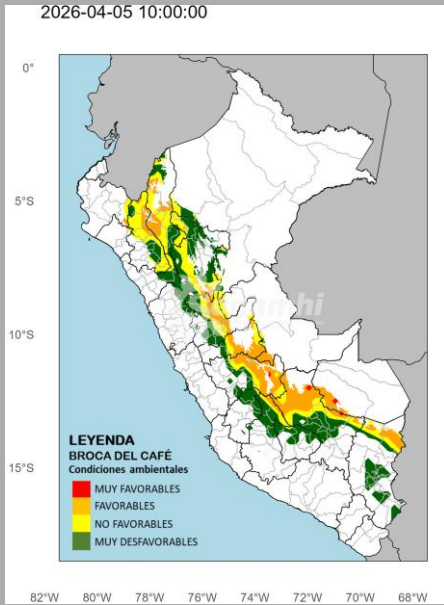 2026-04-05 10:00:00
0°
5°S
10°S
15°S
LEYENDA
BROCA DEL CAFÉ
Condiciones ambientales
MUY FAVORABLES
FAVORABLES
NO FAVORABLES
MUY DESFAVORABLES
82°W 80°W 78°W 76°W 74°W 72°W 70°W 68°W